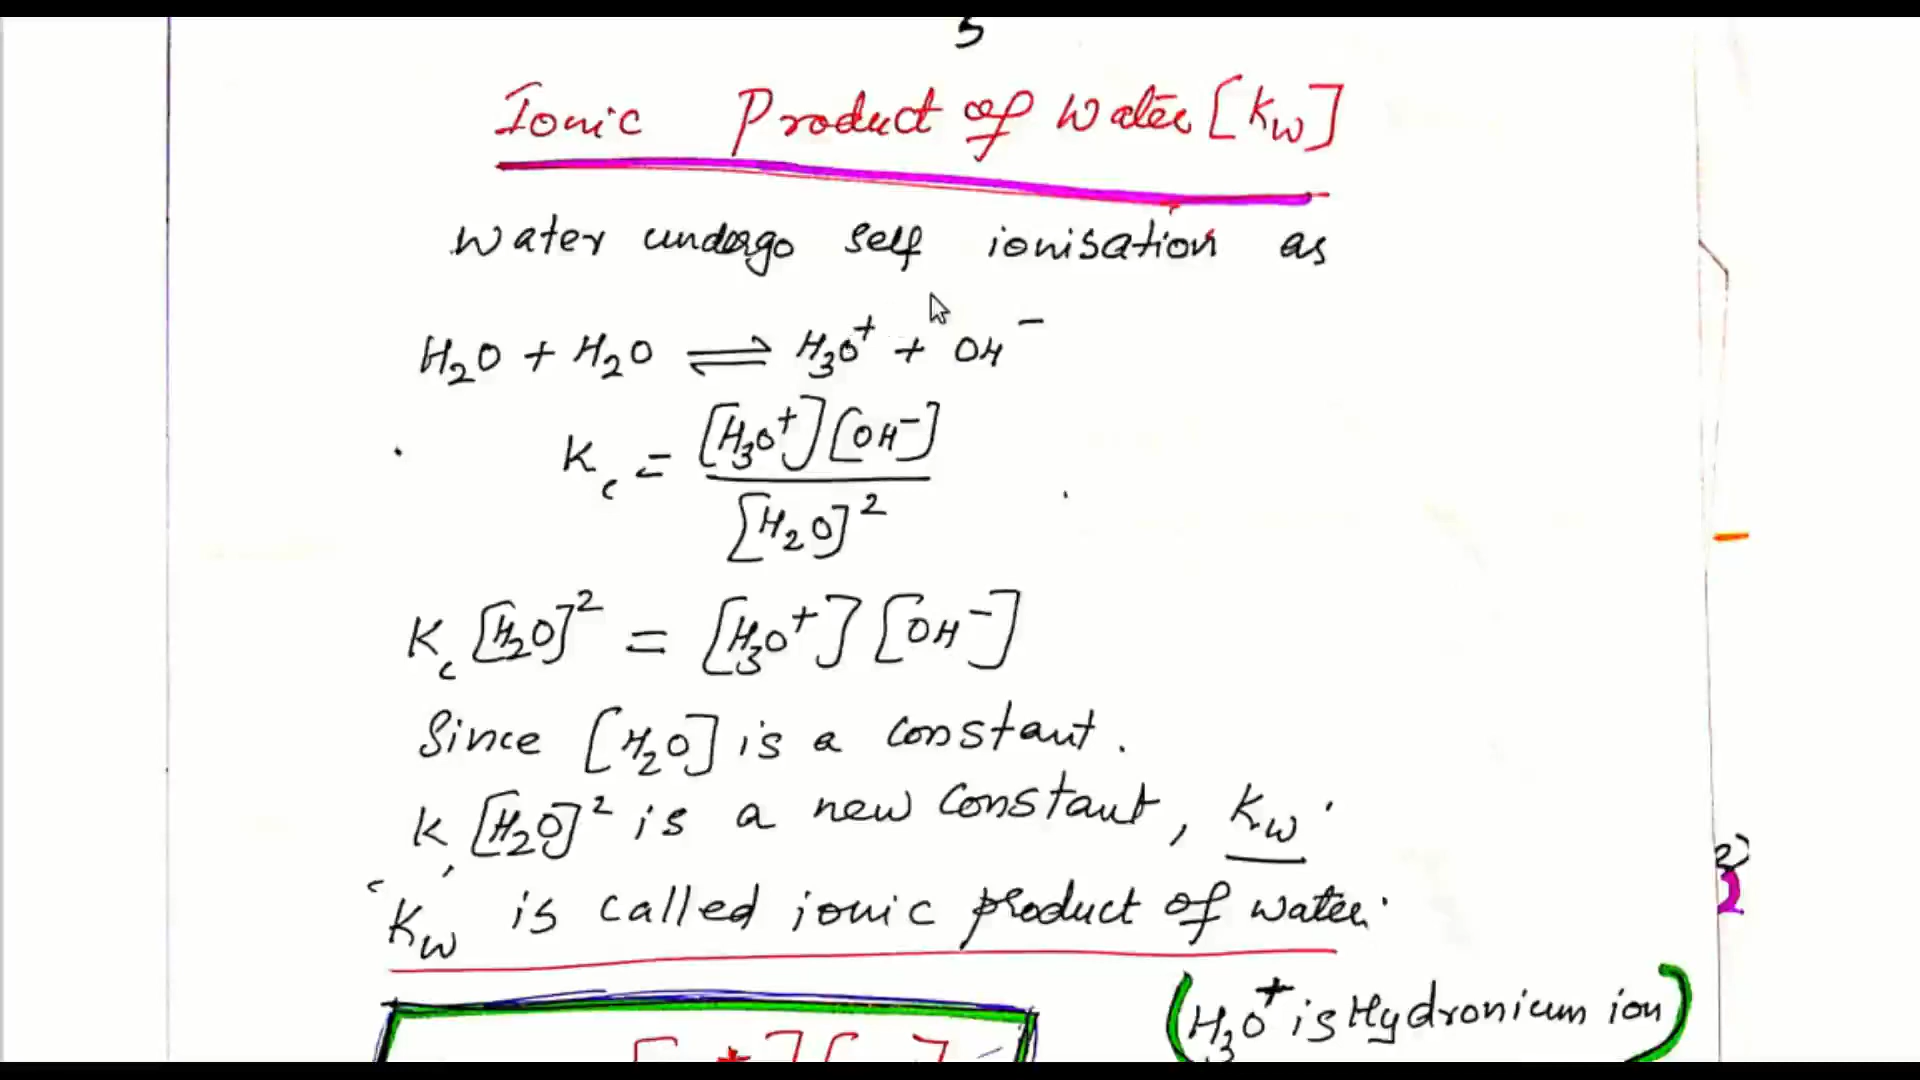 5
Ionic Product of Water [Kw]
Water undergo self ionisation as
H₂O + H₂O ⇌ H₃O⁺ + OH⁻
Kc = [H₃O⁺][OH⁻] / [H₂O]²
Kc [H₂O]² = [H₃O⁺] [OH⁻]
Since [H₂O] is a constant.
K, [H₂O]² is a new constant, Kw.
Kw is called ionic product of water.
(H₃O⁺ is Hydronium ion)